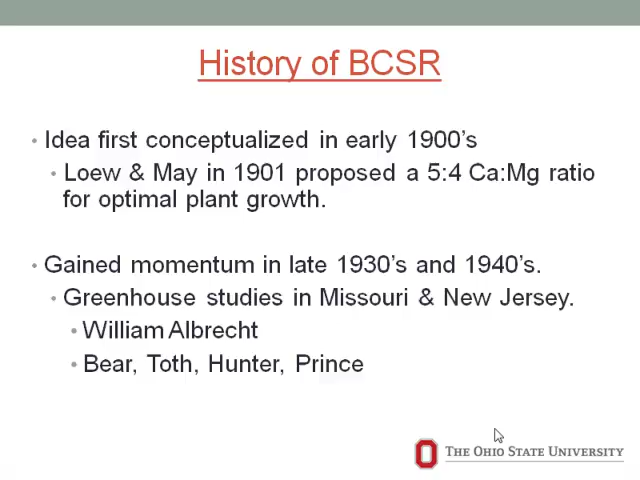 History of BCSR
• Idea first conceptualized in early 1900's
• Loew & May in 1901 proposed a 5:4 Ca:Mg ratio
for optimal plant growth.
• Gained momentum in late 1930's and 1940's.
• Greenhouse studies in Missouri & New Jersey.
• William Albrecht
• Bear, Toth, Hunter, Prince
THE OHIO STATE UNIVERSITY